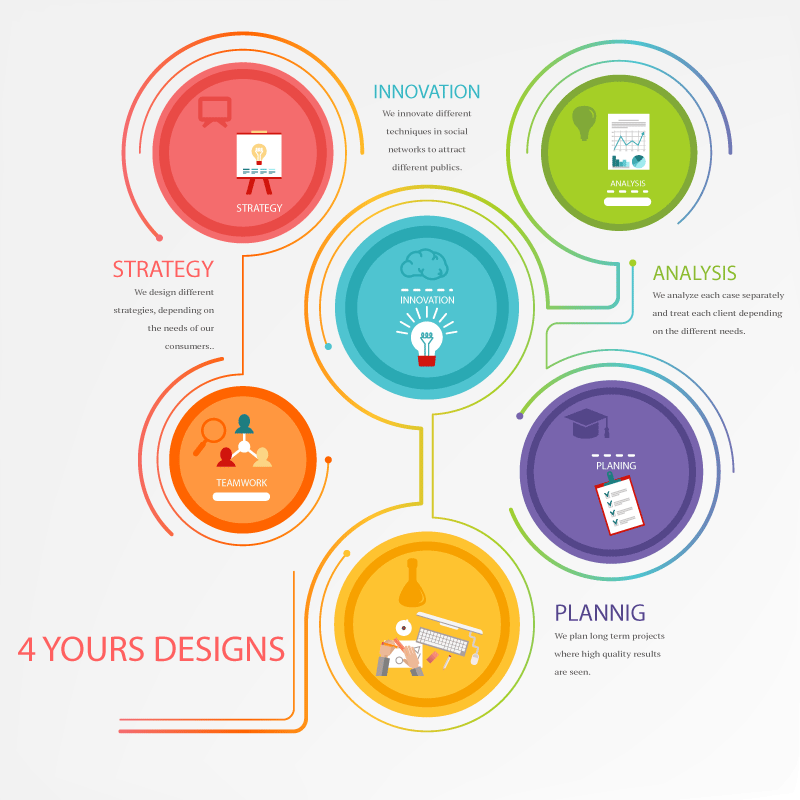 INNOVATION
We innovate different
techniques in social
networks to attract
different publics.
STRATEGY
ANALYSIS
STRATEGY
We design different
strategies, depending on
the needs of our
consumers..
INNOVATION
ANALYSIS
We analyze each case separately
and treat each client depending
on the different needs.
TEAMWORK
PLANING
4 YOURS DESIGNS
PLANNIG
We plan long term projects
where high quality results
are seen.